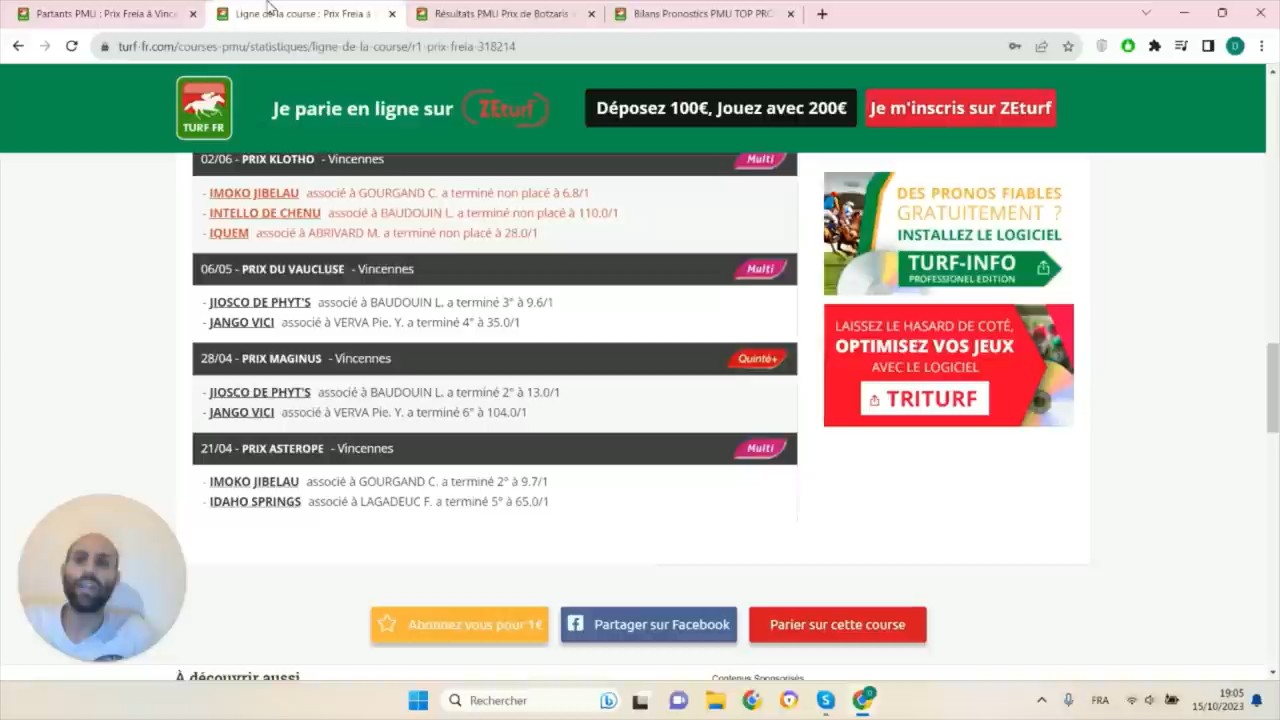 Partants PMU : Prix Freia à Vince
Ligne de la course : Prix Freia à
Résultats PMU Prix de Botzaris
Bilans Pronostics PMU TOP PRO
turf-fr.com/courses-pmu/statistiques/ligne-de-la-course/r1-prix-freia-318214
D
TURF FR
Je parie en ligne sur ZEturf
Déposez 100€, Jouez avec 200€
Je m'inscris sur ZEturf
02/06 - PRIX KLOTHO - Vincennes Multi
- IMOKO JIBELAU associé à GOURGAND C. a terminé non placé à 6.8/1
- INTELLO DE CHENU associé à BAUDOUIN L. a terminé non placé à 110.0/1
- IQUEM associé à ABRIVARD M. a terminé non placé à 28.0/1
06/05 - PRIX DU VAUCLUSE - Vincennes Multi
- JIOSCO DE PHYT'S associé à BAUDOUIN L. a terminé 3° à 9.6/1
- JANGO VICI associé à VERVA Pie. Y. a terminé 4° à 35.0/1
28/04 - PRIX MAGINUS - Vincennes Quinté+
- JIOSCO DE PHYT'S associé à BAUDOUIN L. a terminé 2° à 13.0/1
- JANGO VICI associé à VERVA Pie. Y. a terminé 6° à 104.0/1
21/04 - PRIX ASTEROPE - Vincennes Multi
- IMOKO JIBELAU associé à GOURGAND C. a terminé 2° à 9.7/1
- IDAHO SPRINGS associé à LAGADEUC F. a terminé 5° à 65.0/1
DES PRONOS FIABLES
GRATUITEMENT ?
INSTALLEZ LE LOGICIEL
TURF-INFO
PROFESSIONEL EDITION
LAISSEZ LE HASARD DE COTÉ,
OPTIMISEZ VOS JEUX
AVEC LE LOGICIEL
TRITURF
Abonnez vous pour 1€
Partager sur Facebook
Parier sur cette course
À découvrir aussi
Contenus Sponsorisés
Rechercher
FRA
19:05
15/10/2023